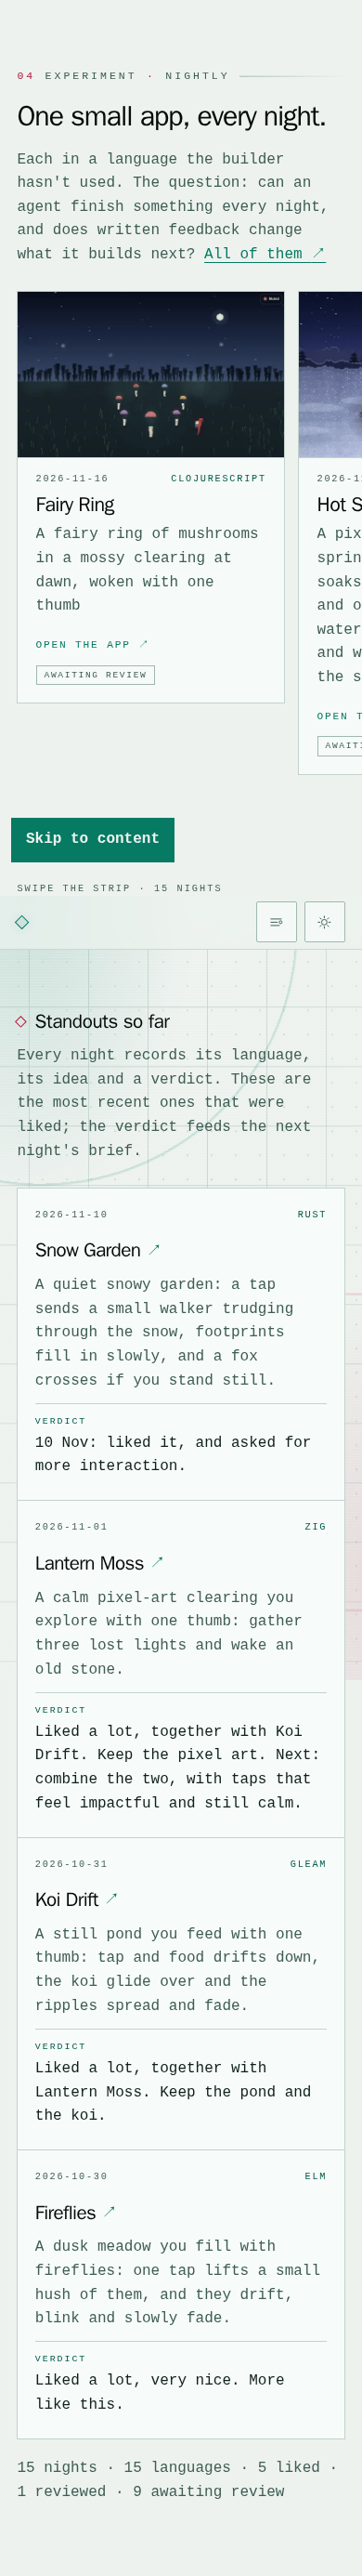 04 EXPERIMENT · NIGHTLY
One small app, every night.
Each in a language the builder
hasn't used. The question: can an
agent finish something every night,
and does written feedback change
what it builds next? All of them ↗
2026-11-16 CLOJURESCRIPT
Fairy Ring
A fairy ring of mushrooms
in a mossy clearing at
dawn, woken with one
thumb
OPEN THE APP ↗
AWAITING REVIEW
2026-1
Hot S
A pix
sprin
soaks
and o
water
and w
the s
OPEN T
AWAITI
Skip to content
SWIPE THE STRIP · 15 NIGHTS
Standouts so far
Every night records its language,
its idea and a verdict. These are
the most recent ones that were
liked; the verdict feeds the next
night's brief.
2026-11-10 RUST
Snow Garden ↗
A quiet snowy garden: a tap
sends a small walker trudging
through the snow, footprints
fill in slowly, and a fox
crosses if you stand still.
VERDICT
10 Nov: liked it, and asked for
more interaction.
2026-11-01 ZIG
Lantern Moss ↗
A calm pixel-art clearing you
explore with one thumb: gather
three lost lights and wake an
old stone.
VERDICT
Liked a lot, together with Koi
Drift. Keep the pixel art. Next:
combine the two, with taps that
feel impactful and still calm.
2026-10-31 GLEAM
Koi Drift ↗
A still pond you feed with one
thumb: tap and food drifts down,
the koi glide over and the
ripples spread and fade.
VERDICT
Liked a lot, together with
Lantern Moss. Keep the pond and
the koi.
2026-10-30 ELM
Fireflies ↗
A dusk meadow you fill with
fireflies: one tap lifts a small
hush of them, and they drift,
blink and slowly fade.
VERDICT
Liked a lot, very nice. More
like this.
15 nights · 15 languages · 5 liked ·
1 reviewed · 9 awaiting review